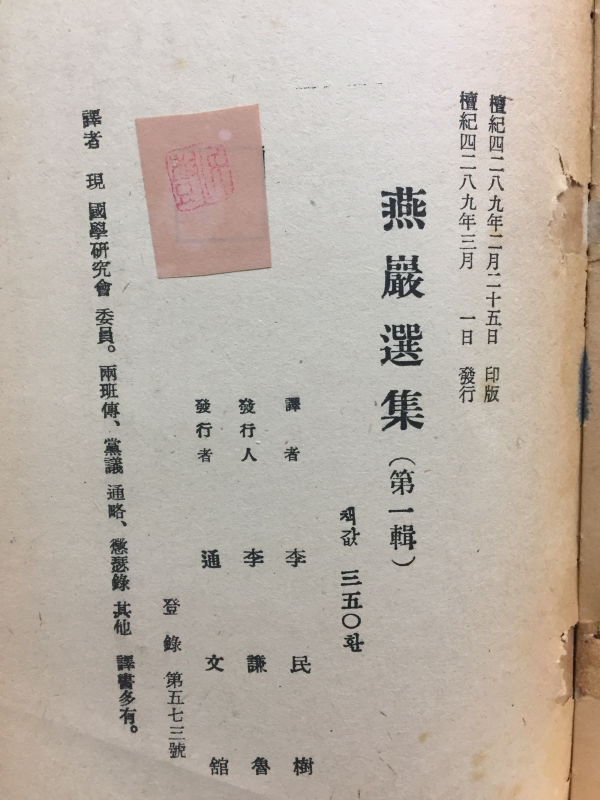 檀紀四二八九年二月二十五日 印版
檀紀四二八九年三月 一日 發行
燕巖選集(第一輯)
책값 三五〇환
譯者 李民樹
發行人 李謙魯
發行者 通文館
登錄 第五七三號
譯者 現 國學硏究會 委員。兩班傳、黨議 通略、懲瑟錄 其他 譯書多有。